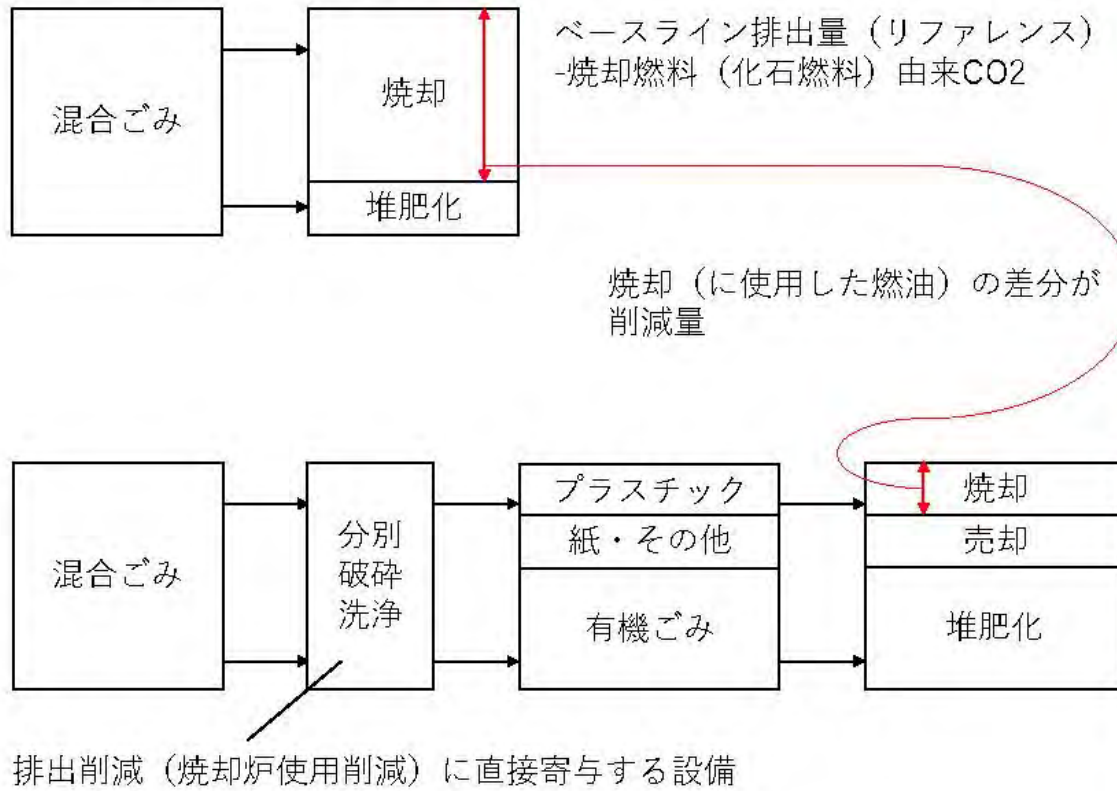 混合ごみ
焼却
堆肥化
ベースライン排出量（リファレンス）
-焼却燃料（化石燃料）由来CO2
焼却（に使用した燃油）の差分が
削減量
混合ごみ
分別
破砕
洗浄
プラスチック
紙・その他
有機ごみ
焼却
売却
堆肥化
排出削減（焼却炉使用削減）に直接寄与する設備